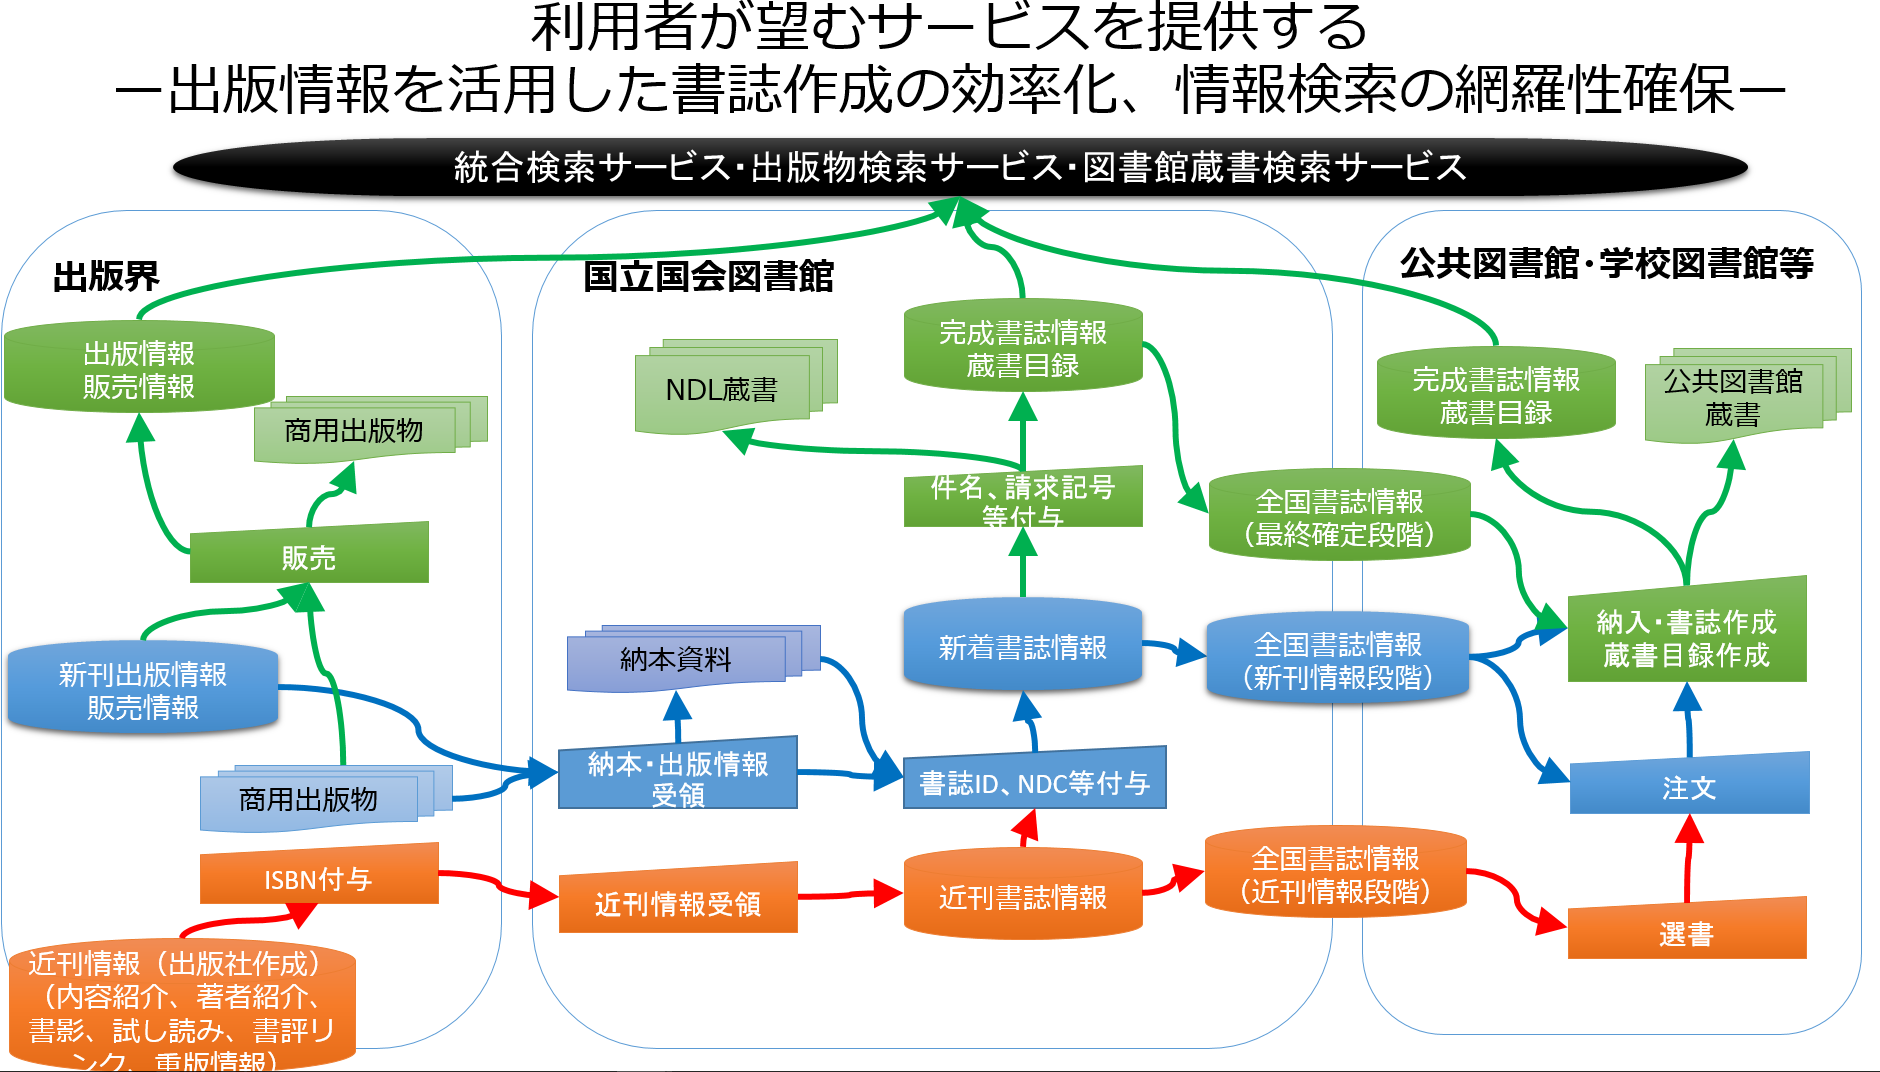 利用者が望むサービスを提供する
ー出版情報を活用した書誌作成の効率化、情報検索の網羅性確保ー
統合検索サービス・出版物検索サービス・図書館蔵書検索サービス
出版界
出版情報
販売情報
商用出版物
販売
新刊出版情報
販売情報
商用出版物
ISBN付与
近刊情報（出版社作成）
（内容紹介、著者紹介、
書影、試し読み、書評リ
ンク、重版情報）
国立国会図書館
NDL蔵書
完成書誌情報
蔵書目録
件名、請求記号
等付与
全国書誌情報
（最終確定段階）
納本資料
新着書誌情報
全国書誌情報
（新刊情報段階）
納本・出版情報
受領
書誌ID、NDC等付与
近刊情報受領
近刊書誌情報
全国書誌情報
（近刊情報段階）
公共図書館・学校図書館等
完成書誌情報
蔵書目録
公共図書館
蔵書
納入・書誌作成
蔵書目録作成
注文
選書